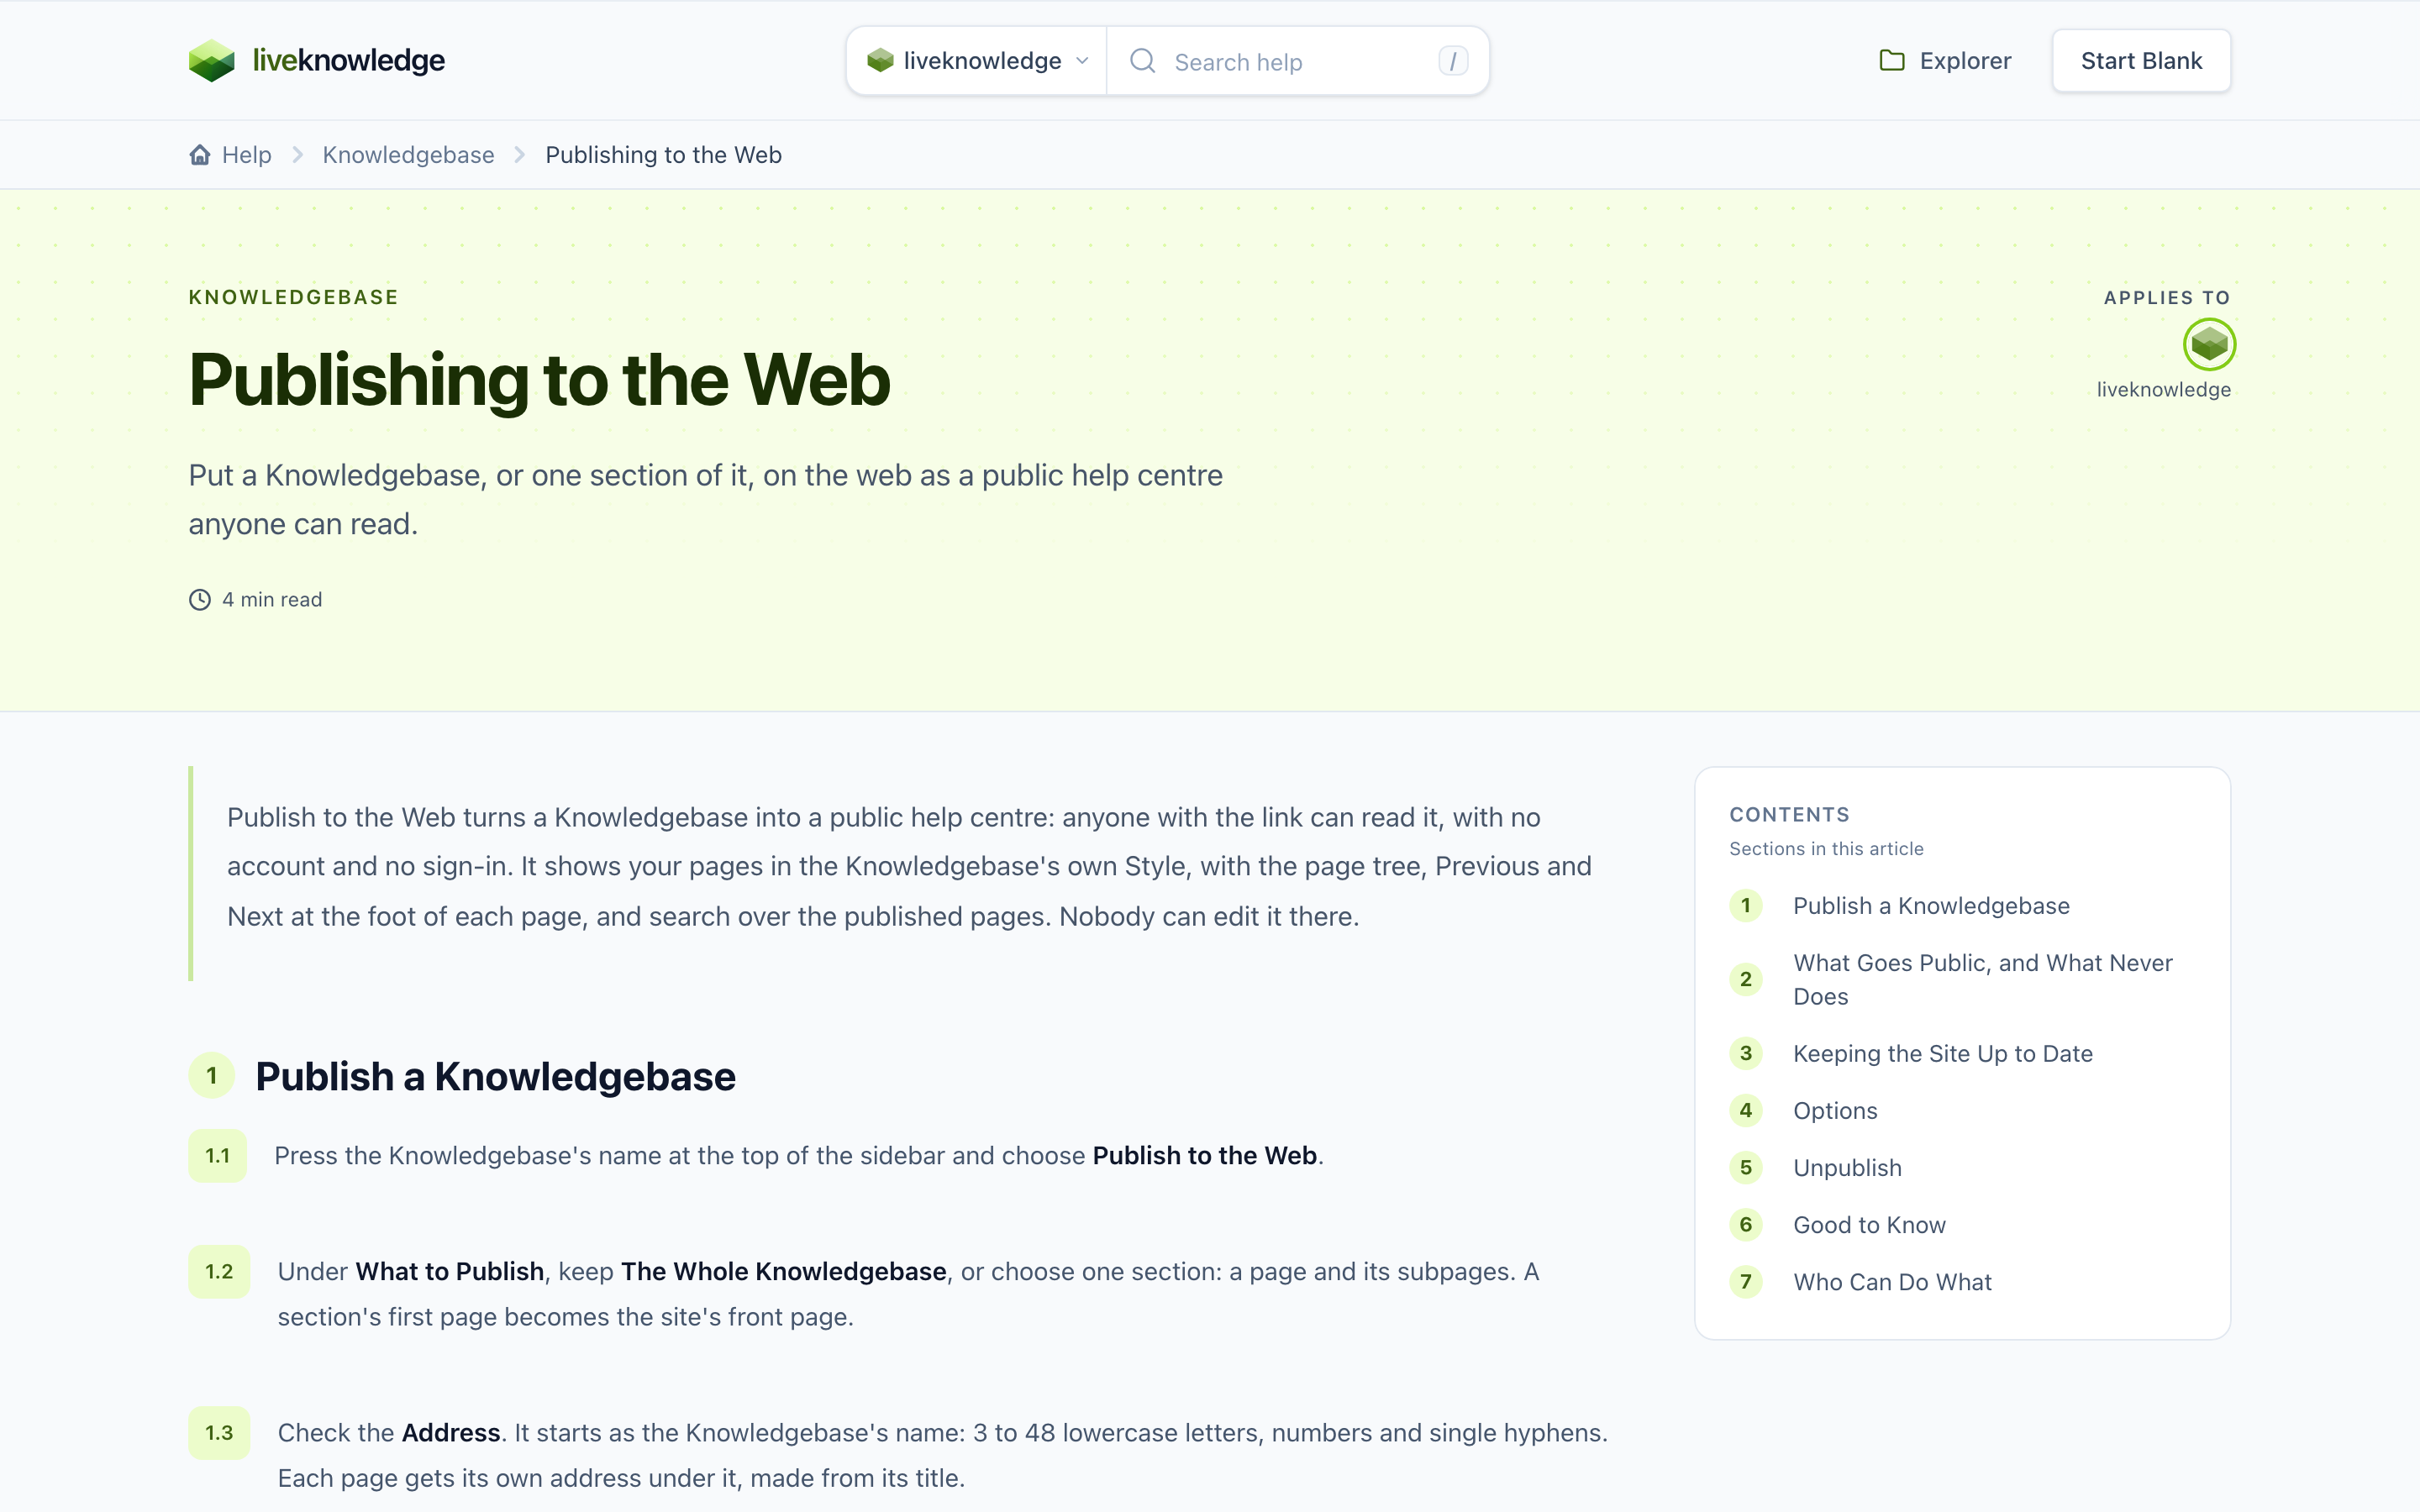 liveknowledge
liveknowledge
Search help
/
Explorer
Start Blank
Help
Knowledgebase
Publishing to the Web
KNOWLEDGEBASE
APPLIES TO
Publishing to the Web
liveknowledge
Put a Knowledgebase, or one section of it, on the web as a public help centre
anyone can read.
4 min read
Publish to the Web turns a Knowledgebase into a public help centre: anyone with the link can read it, with no
account and no sign-in. It shows your pages in the Knowledgebase's own Style, with the page tree, Previous and
Next at the foot of each page, and search over the published pages. Nobody can edit it there.
1 Publish a Knowledgebase
1.1 Press the Knowledgebase's name at the top of the sidebar and choose Publish to the Web.
1.2 Under What to Publish, keep The Whole Knowledgebase, or choose one section: a page and its subpages. A
section's first page becomes the site's front page.
1.3 Check the Address. It starts as the Knowledgebase's name: 3 to 48 lowercase letters, numbers and single hyphens.
Each page gets its own address under it, made from its title.
CONTENTS
Sections in this article
1 Publish a Knowledgebase
2 What Goes Public, and What Never
Does
3 Keeping the Site Up to Date
4 Options
5 Unpublish
6 Good to Know
7 Who Can Do What